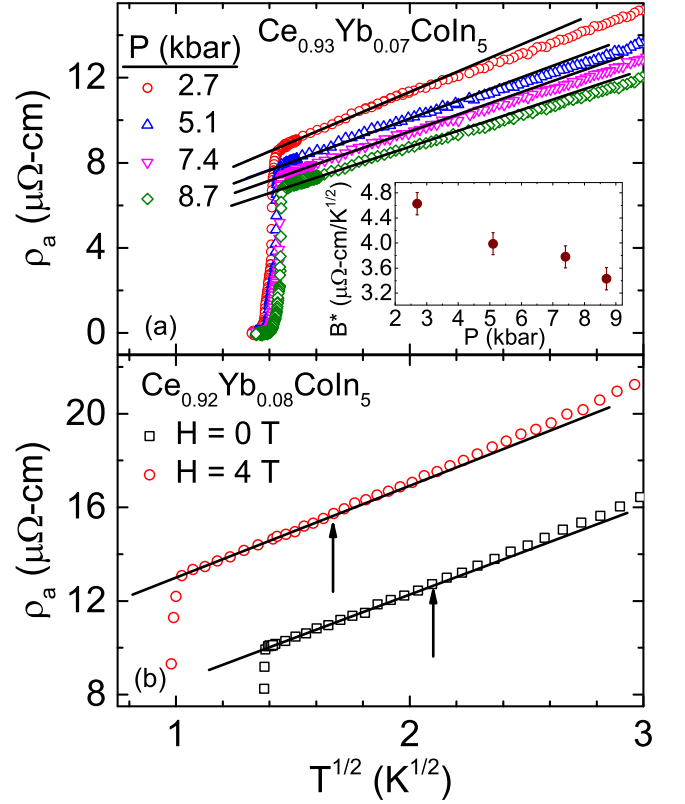 Ce₀.₉₃Yb₀.₀₇CoIn₅
P (kbar)
2.7
5.1
7.4
8.7
12
8
4
0
ρₐ (μΩ-cm)
(a)
4.8
4.4
4.0
3.6
3.2
B* (μΩ-cm/K^1/2)
2 3 4 5 6 7 8 9
P (kbar)
Ce₀.₉₂Yb₀.₀₈CoIn₅
H = 0 T
H = 4 T
20
16
12
8
ρₐ (μΩ-cm)
(b)
1 2 3
T^1/2 (K^1/2)